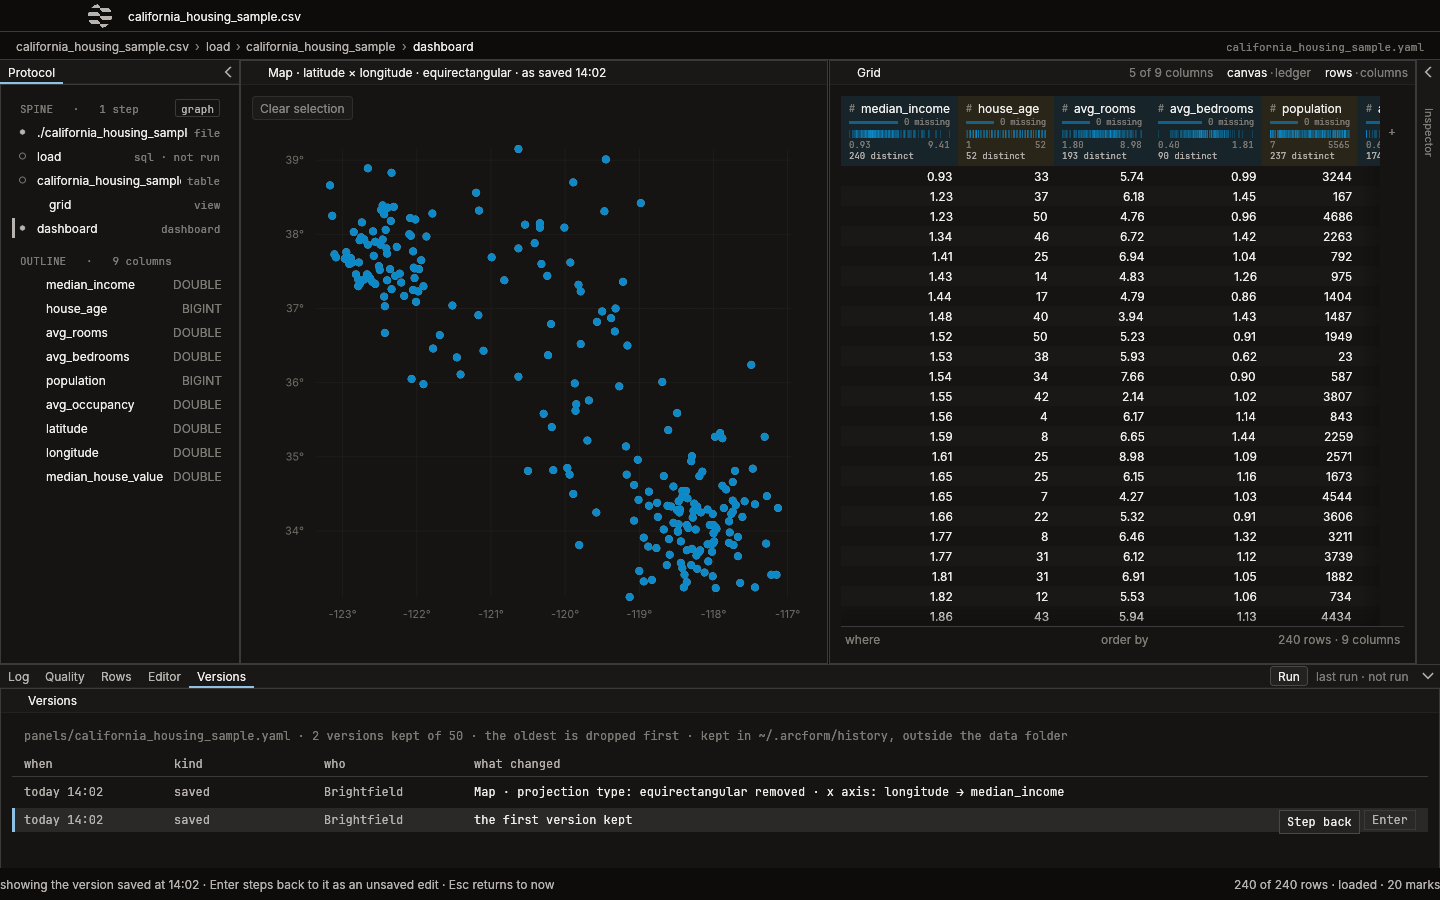 california_housing_sample.csv
california_housing_sample.csv › load › california_housing_sample › dashboard
california_housing_sample.yaml
Protocol
SPINE · 1 step graph
./california_housing_sampl file
load sql · not run
california_housing_sampl table
grid view
dashboard dashboard
OUTLINE · 9 columns
median_income DOUBLE
house_age BIGINT
avg_rooms DOUBLE
avg_bedrooms DOUBLE
population BIGINT
avg_occupancy DOUBLE
latitude DOUBLE
longitude DOUBLE
median_house_value DOUBLE
Map · latitude × longitude · equirectangular · as saved 14:02
Clear selection
39°
38°
37°
36°
35°
34°
-123° -122° -121° -120° -119° -118° -117°
Grid 5 of 9 columns canvas · ledger rows · columns
# median_income # house_age # avg_rooms # avg_bedrooms # population #
0 missing 0 missing 0 missing 0 missing 0 missing +
0.93 9.41 1 52 1.80 8.98 0.40 1.81 7 5565 0.6
240 distinct 52 distinct 193 distinct 90 distinct 237 distinct 174
0.93 33 5.74 0.99 3244
1.23 37 6.18 1.45 167
1.23 50 4.76 0.96 4686
1.34 46 6.72 1.42 2263
1.41 25 6.94 1.04 792
1.43 14 4.83 1.26 975
1.44 17 4.79 0.86 1404
1.48 40 3.94 1.43 1487
1.52 50 5.23 0.91 1949
1.53 38 5.93 0.62 23
1.54 34 7.66 0.90 587
1.55 42 2.14 1.02 3807
1.56 4 6.17 1.14 843
1.59 8 6.65 1.44 2259
1.61 25 8.98 1.09 2571
1.65 25 6.15 1.16 1673
1.65 7 4.27 1.03 4544
1.66 22 5.32 0.91 3606
1.77 8 6.46 1.32 3211
1.77 31 6.12 1.12 3739
1.81 31 6.91 1.05 1882
1.82 12 5.53 1.06 734
1.86 43 5.94 1.13 4434
where order by 240 rows · 9 columns
Inspector
Log Quality Rows Editor Versions Run last run · not run
Versions
panels/california_housing_sample.yaml · 2 versions kept of 50 · the oldest is dropped first · kept in ~/.arcform/history, outside the data folder
when kind who what changed
today 14:02 saved Brightfield Map · projection type: equirectangular removed · x axis: longitude → median_income
today 14:02 saved Brightfield the first version kept Step back Enter
showing the version saved at 14:02 · Enter steps back to it as an unsaved edit · Esc returns to now
240 of 240 rows · loaded · 20 marks